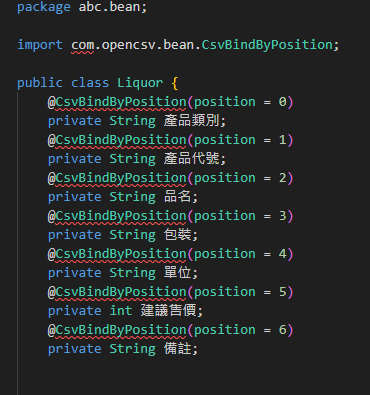 package abc.bean;
import com.opencsv.bean.CsvBindByPosition;
public class Liquor {
@CsvBindByPosition(position = 0)
private String 產品類別;
@CsvBindByPosition(position = 1)
private String 產品代號;
@CsvBindByPosition(position = 2)
private String 品名;
@CsvBindByPosition(position = 3)
private String 包裝;
@CsvBindByPosition(position = 4)
private String 單位;
@CsvBindByPosition(position = 5)
private int 建議售價;
@CsvBindByPosition(position = 6)
private String 備註;